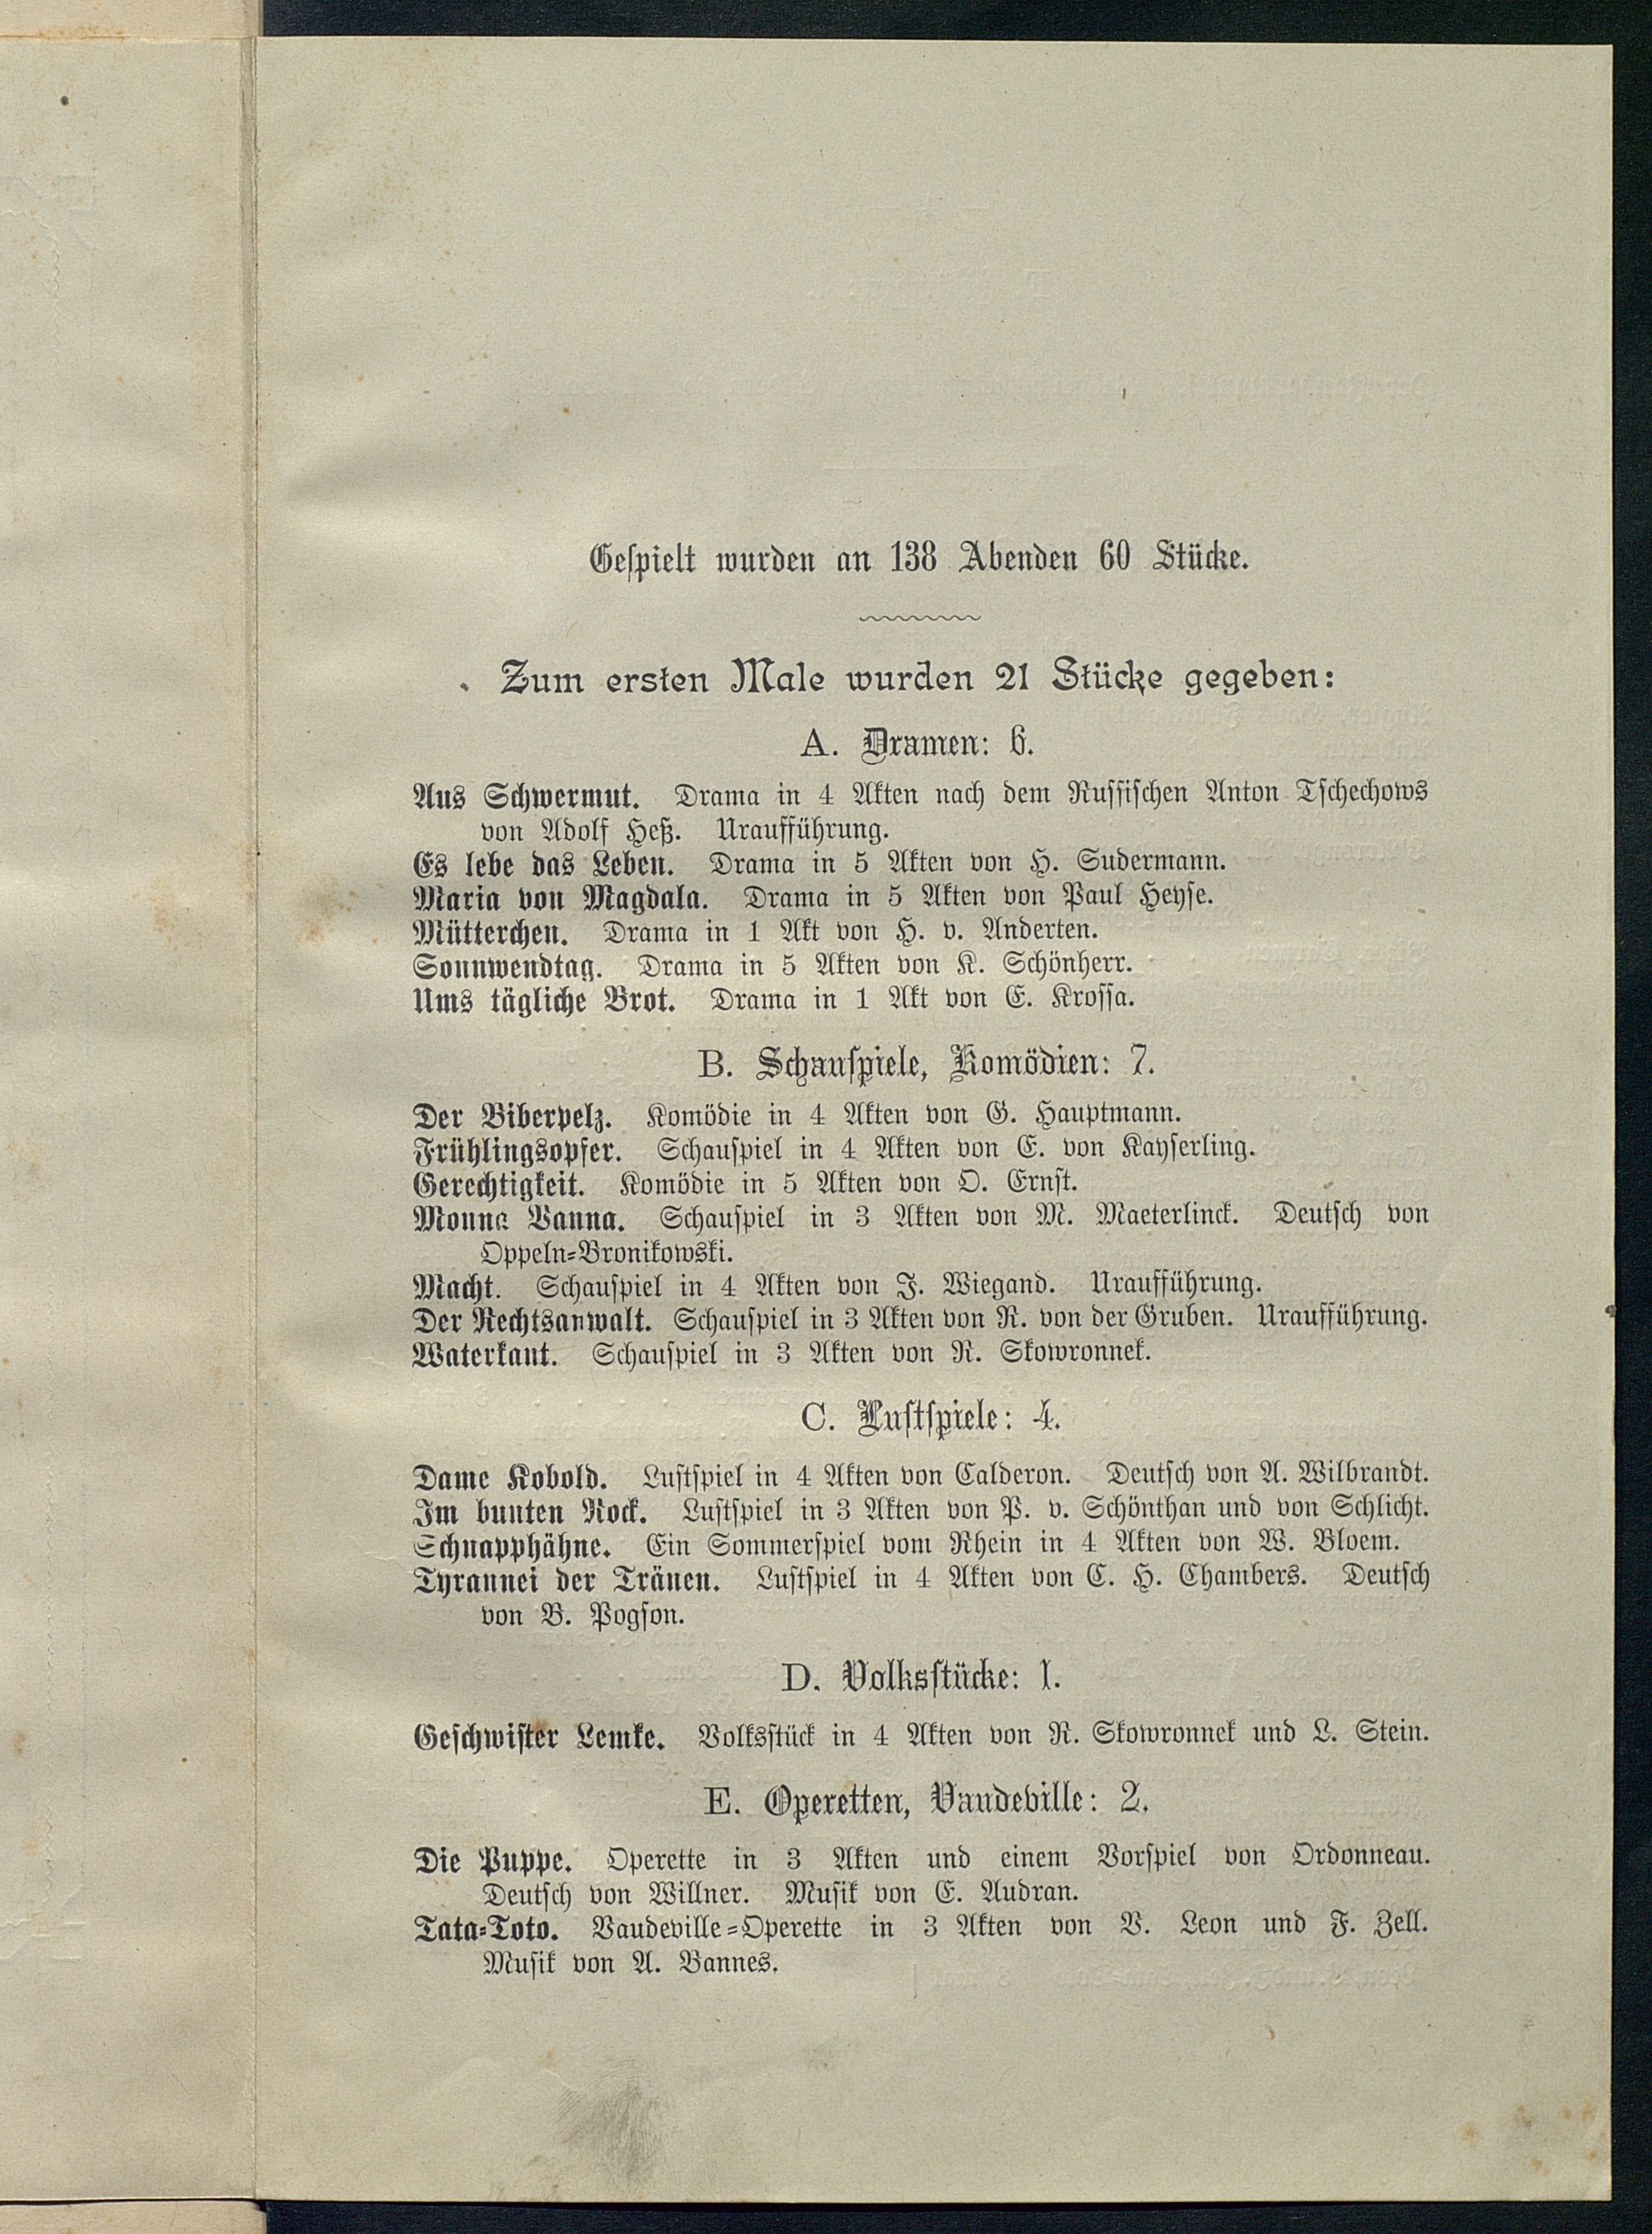 Gespielt wurden an 138 Abenden 60 Stücke.
Zum ersten Male wurden 21 Stücke gegeben:
A. Dramen: 6.
Aus Schwermut. Drama in 4 Akten nach dem Russischen Anton Tschechows
von Adolf Heß. Uraufführung.
Es lebe das Leben. Drama in 5 Akten von H. Sudermann.
Maria von Magdala. Drama in 5 Akten von Paul Heyse.
Mütterchen. Drama in 1 Akt von H. v. Anderten.
Sonnwendtag. Drama in 5 Akten von K. Schönherr.
Ums tägliche Brot. Drama in 1 Akt von E. Krossa.
B. Schauspiele, Komödien: 7.
Der Biberpelz. Komödie in 4 Akten von G. Hauptmann.
Frühlingsopfer. Schauspiel in 4 Akten von E. von Kayserling.
Gerechtigkeit. Komödie in 5 Akten von O. Ernst.
Monna Vanna. Schauspiel in 3 Akten von M. Maeterlinck. Deutsch von
Oppeln-Bronikowski.
Macht. Schauspiel in 4 Akten von J. Wiegand. Uraufführung.
Der Rechtsanwalt. Schauspiel in 3 Akten von R. von der Gruben. Uraufführung.
Waterkant. Schauspiel in 3 Akten von R. Skowronnek.
C. Lustspiele: 4.
Dame Kobold. Lustspiel in 4 Akten von Calderon. Deutsch von A. Wilbrandt.
Im bunten Rock. Lustspiel in 3 Akten von P. v. Schönthan und von Schlicht.
Schnapphähne. Ein Sommerspiel vom Rhein in 4 Akten von W. Bloem.
Tyrannei der Tränen. Lustspiel in 4 Akten von C. H. Chambers. Deutsch
von B. Pogson.
D. Volksstücke: 1.
Geschwister Lemke. Volksstück in 4 Akten von R. Skowronnek und L. Stein.
E. Operetten, Vaudeville: 2.
Die Puppe. Operette in 3 Akten und einem Vorspiel von Ordonneau.
Deutsch von Willner. Musik von E. Audran.
Tata-Toto. Vaudeville-Operette in 3 Akten von V. Leon und F. Zell.
Musik von A. Bannes.